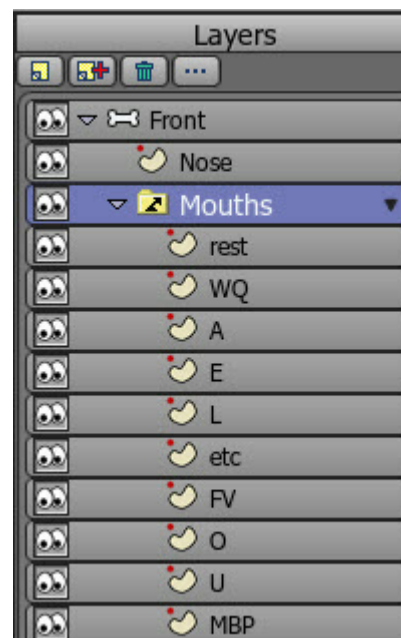 Layers
Front
Nose
Mouths
rest
WQ
A
E
L
etc
FV
O
U
MBP